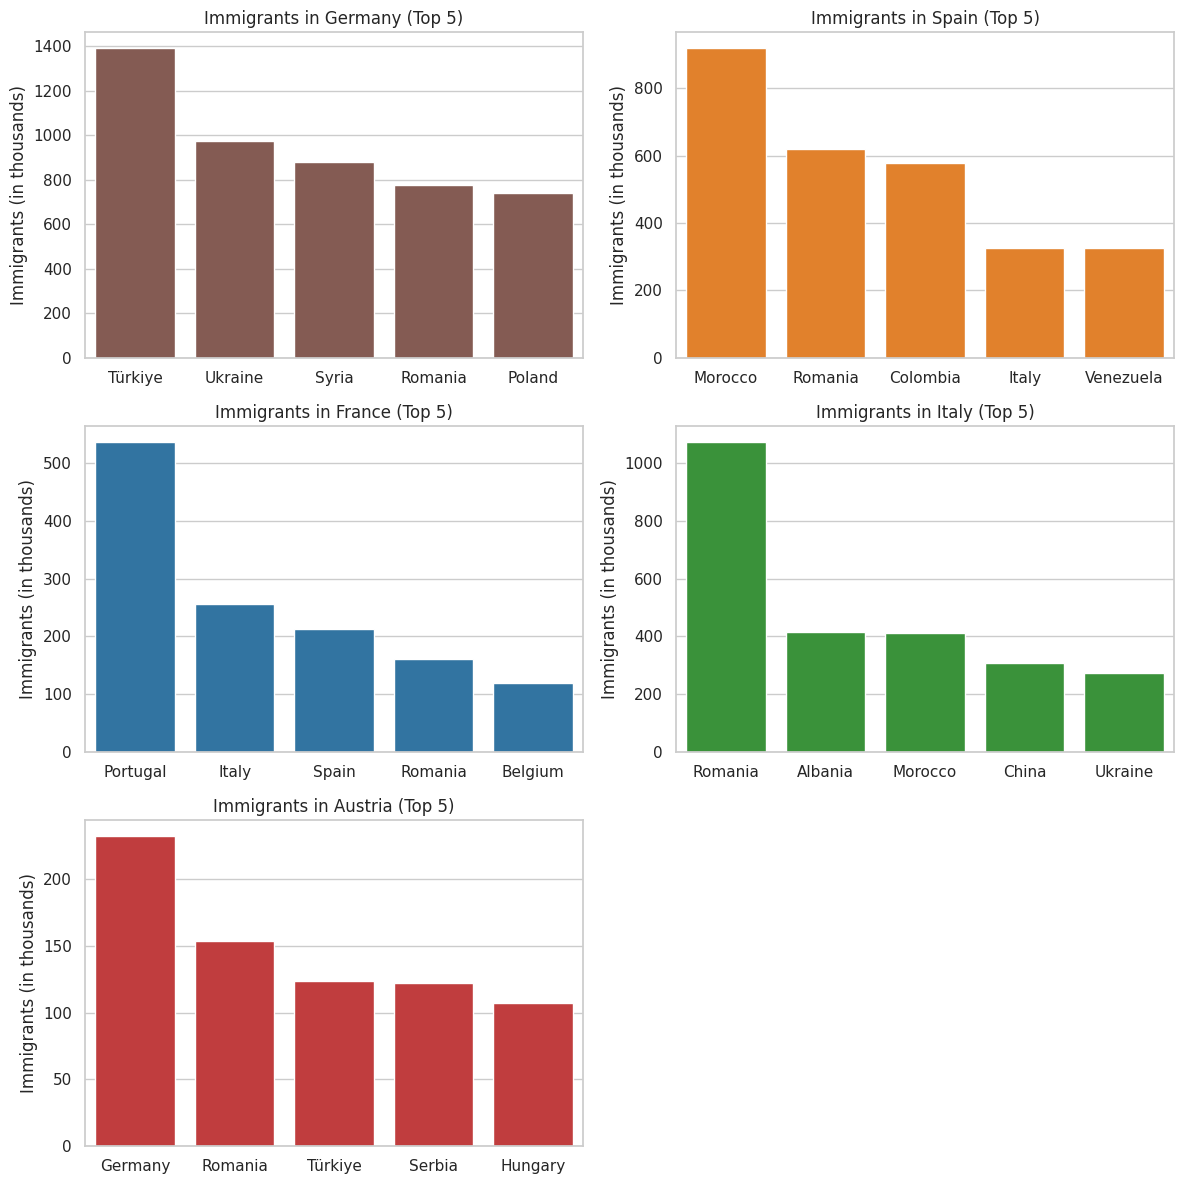 Immigrants in Germany (Top 5)
Immigrants (in thousands)
1400
1200
1000
800
600
400
200
0
Türkiye Ukraine Syria Romania Poland
Immigrants in Spain (Top 5)
Immigrants (in thousands)
800
600
400
200
0
Morocco Romania Colombia Italy Venezuela
Immigrants in France (Top 5)
Immigrants (in thousands)
500
400
300
200
100
0
Portugal Italy Spain Romania Belgium
Immigrants in Italy (Top 5)
Immigrants (in thousands)
1000
800
600
400
200
0
Romania Albania Morocco China Ukraine
Immigrants in Austria (Top 5)
Immigrants (in thousands)
200
150
100
50
0
Germany Romania Türkiye Serbia Hungary